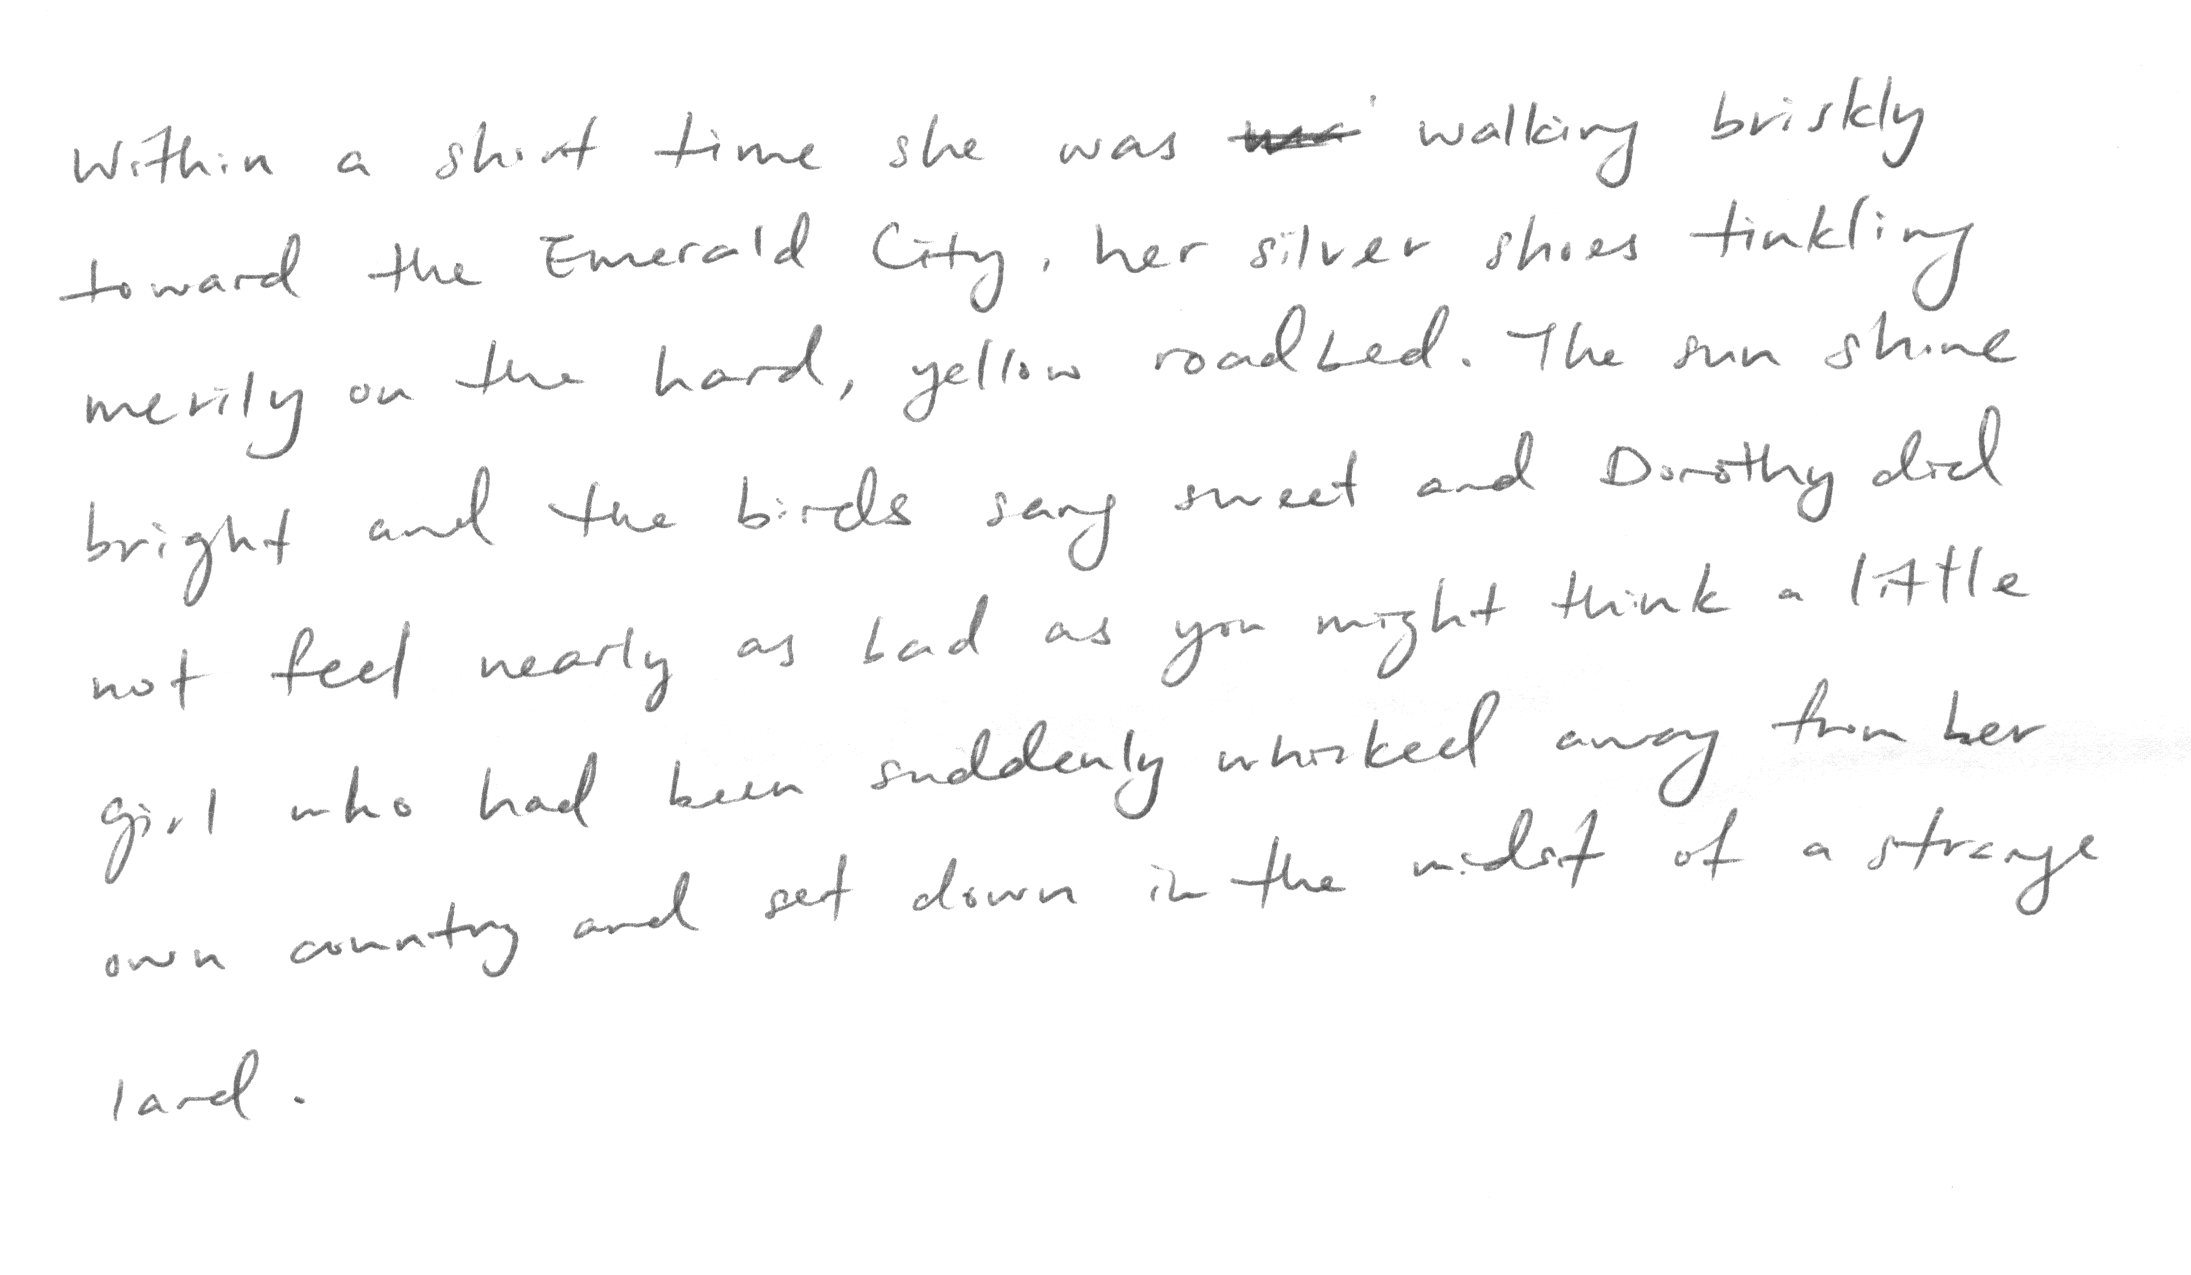 Within a short time she was walking briskly
toward the Emerald City, her silver shoes tinkling
merily on the hard, yellow roadbed. The sun shine
bright and the birds sang sweet and Dorothy did
not feel nearly as bad as you might think a little
girl who had been suddenly whisked away from her
own country and set down in the midst of a strange
land.